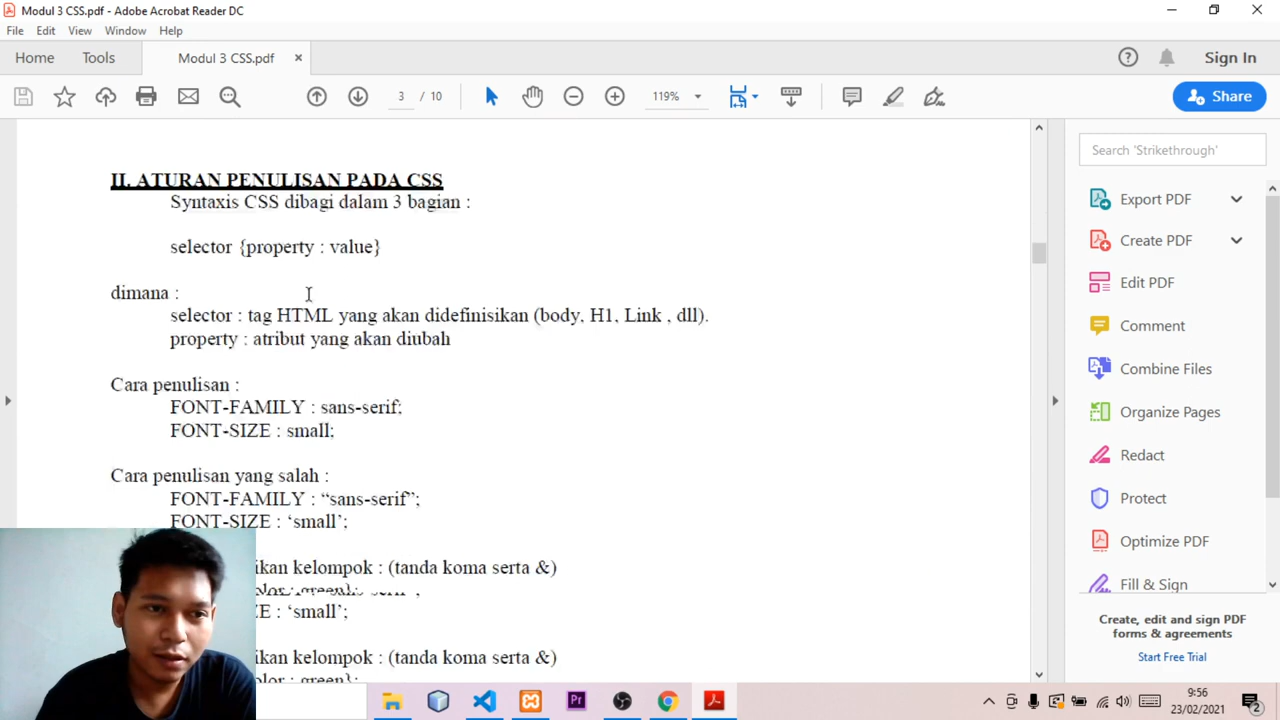 Modul 3 CSS.pdf - Adobe Acrobat Reader DC
File Edit View Window Help
Home Tools Modul 3 CSS.pdf × Sign In
3 / 10 119% Share
II. ATURAN PENULISAN PADA CSS
Syntaxis CSS dibagi dalam 3 bagian :
selector {property : value}
dimana :
selector : tag HTML yang akan didefinisikan (body, H1, Link , dll).
property : atribut yang akan diubah
Cara penulisan :
FONT-FAMILY : sans-serif;
FONT-SIZE : small;
Cara penulisan yang salah :
FONT-FAMILY : “sans-serif”;
FONT-SIZE : ‘small’;
ikan kelompok : (tanda koma serta &)
ZE : ‘small’;
ikan kelompok : (tanda koma serta &)
Search 'Strikethrough'
Export PDF
Create PDF
Edit PDF
Comment
Combine Files
Organize Pages
Redact
Protect
Optimize PDF
Fill & Sign
Create, edit and sign PDF
forms & agreements
Start Free Trial
Pr
9:56
23/02/2021
2